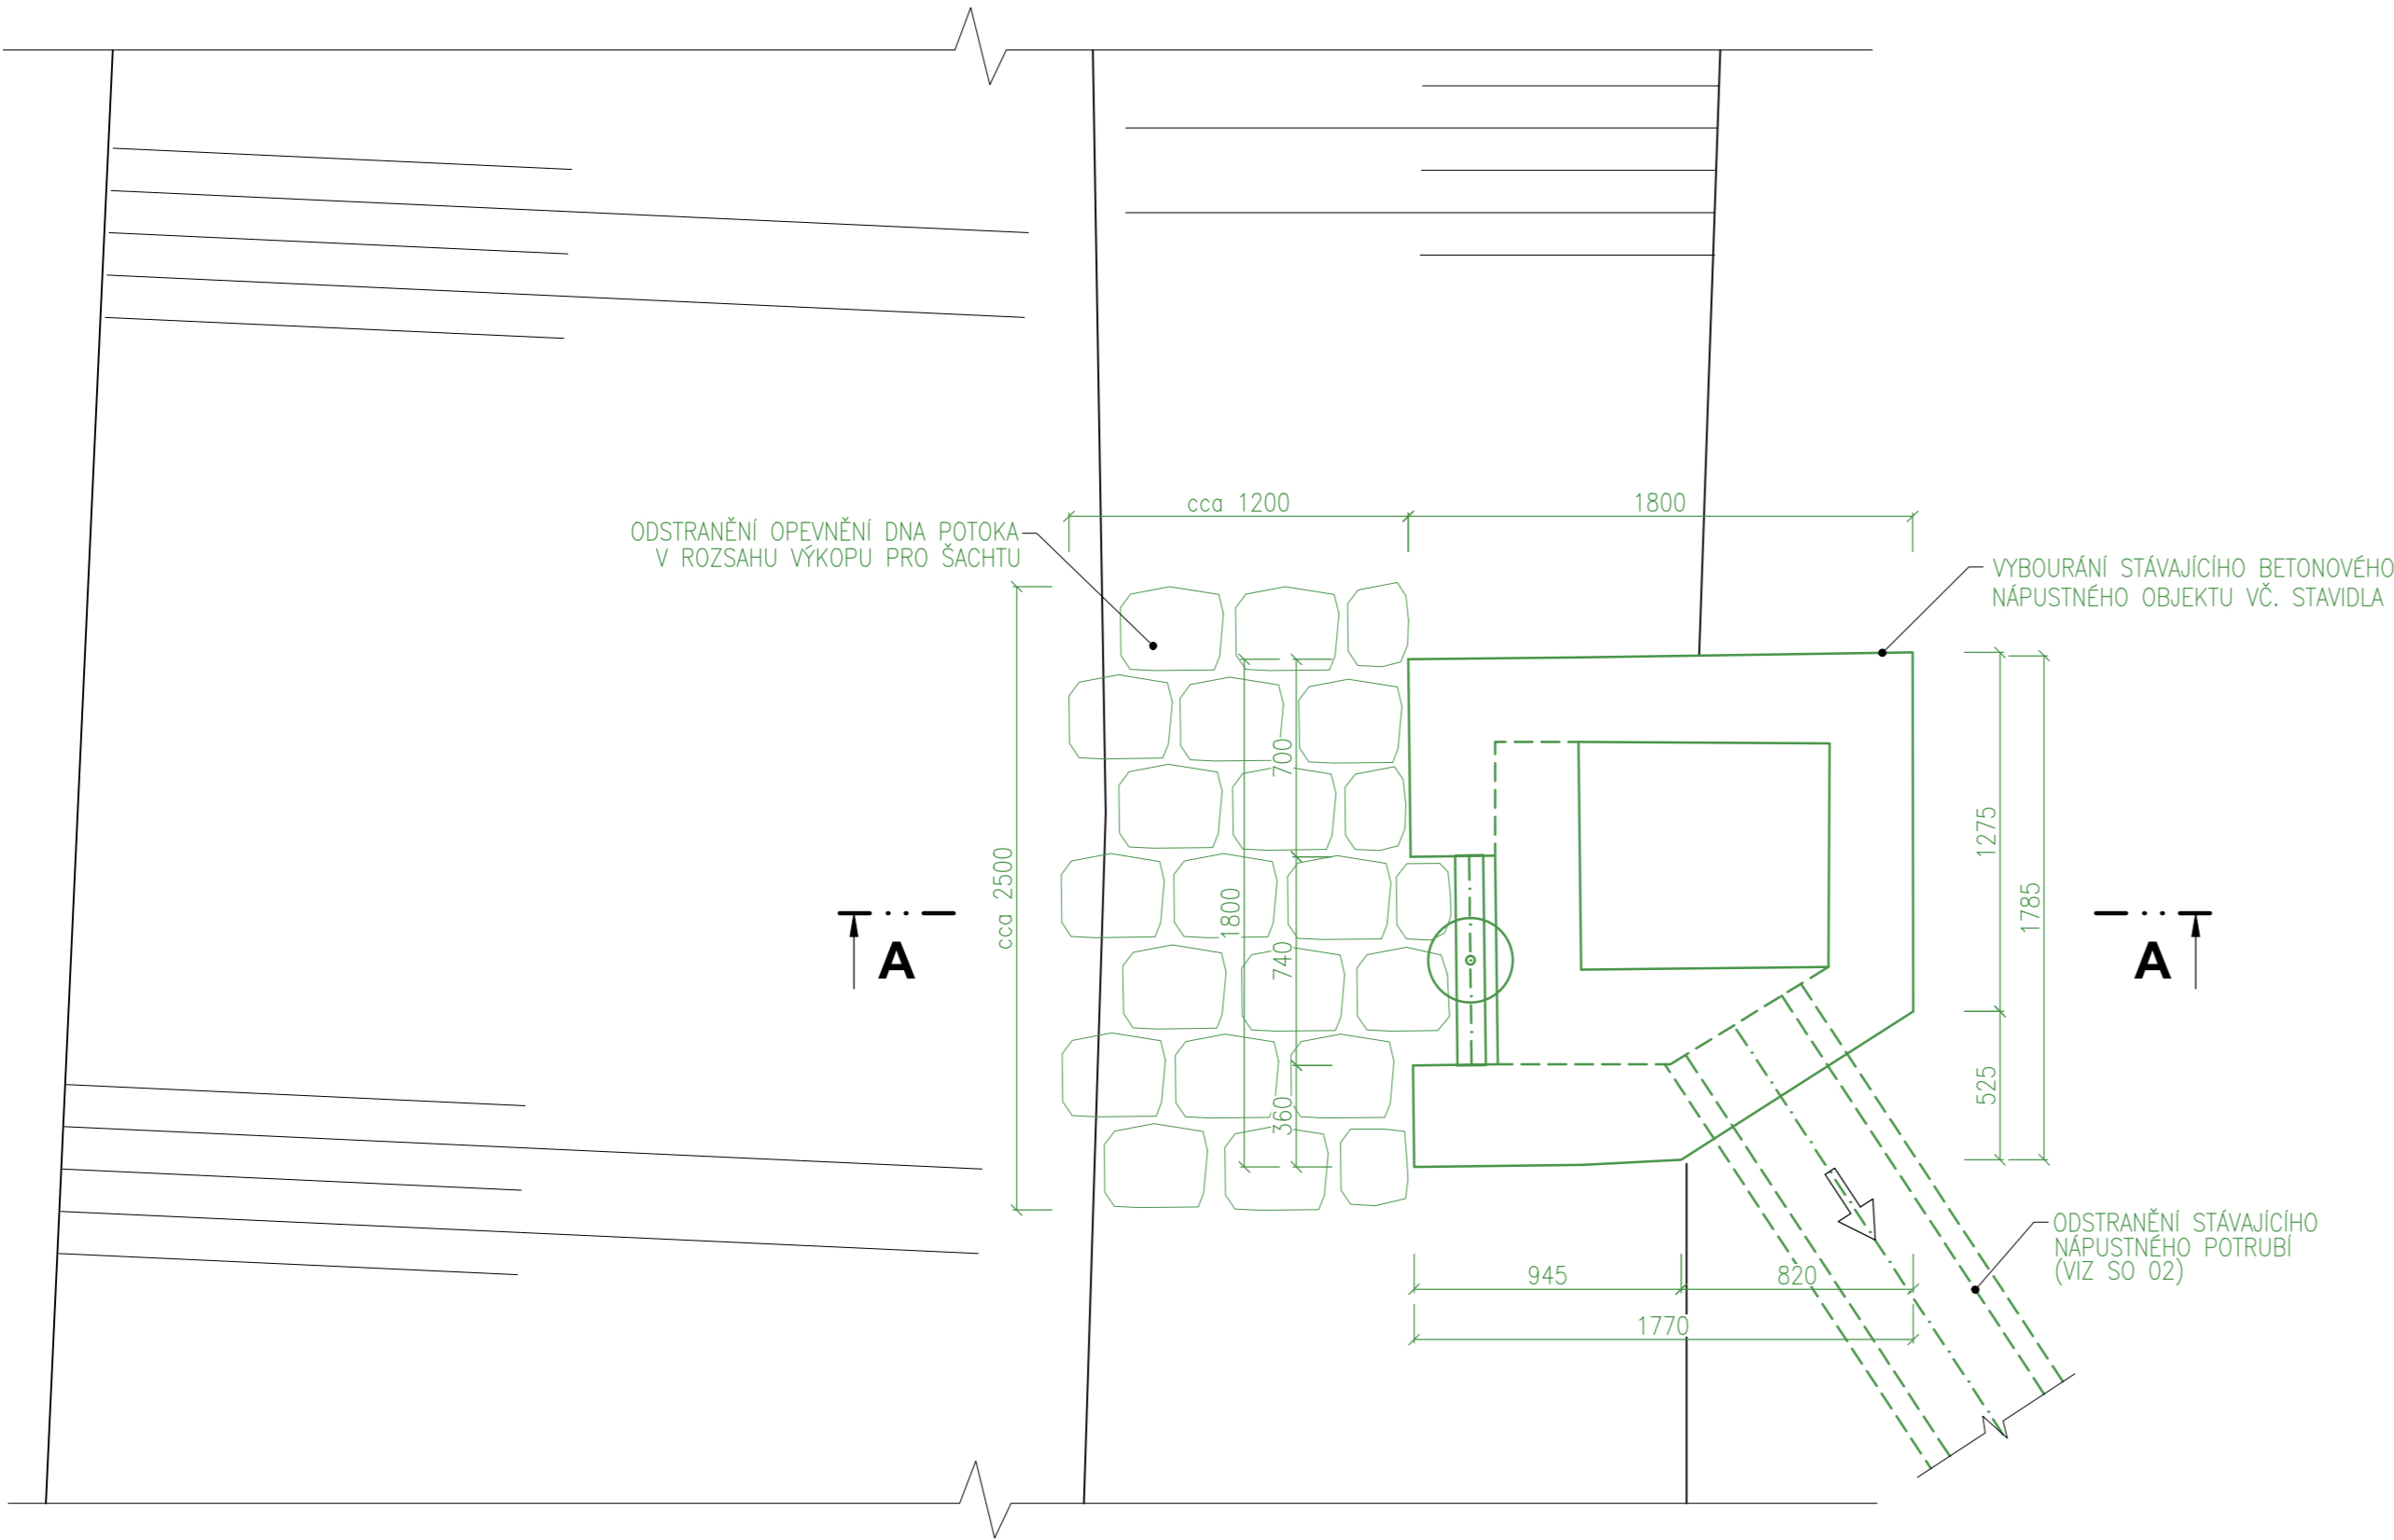 cca 1200
1800
ODSTRANĚNÍ OPEVNĚNÍ DNA POTOKA
V ROZSAHU VÝKOPU PRO ŠACHTU
VYBOURÁNÍ STÁVAJÍCÍHO BETONOVÉHO
NÁPUSTNÉHO OBJEKTU VČ. STAVIDLA
cca 2500
1800
700
740
360
1275
525
1785
A
A
945
820
1770
ODSTRANĚNÍ STÁVAJÍCÍHO
NÁPUSTNÉHO POTRUBÍ
(VIZ SO 02)